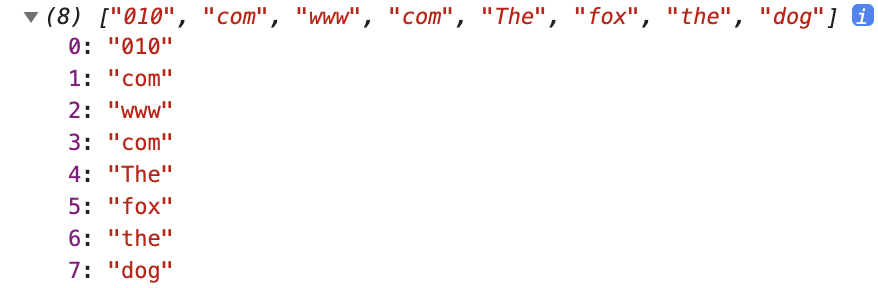 ▼(8) ["010", "com", "www", "com", "The", "fox", "the", "dog"] i
0: "010"
1: "com"
2: "www"
3: "com"
4: "The"
5: "fox"
6: "the"
7: "dog"